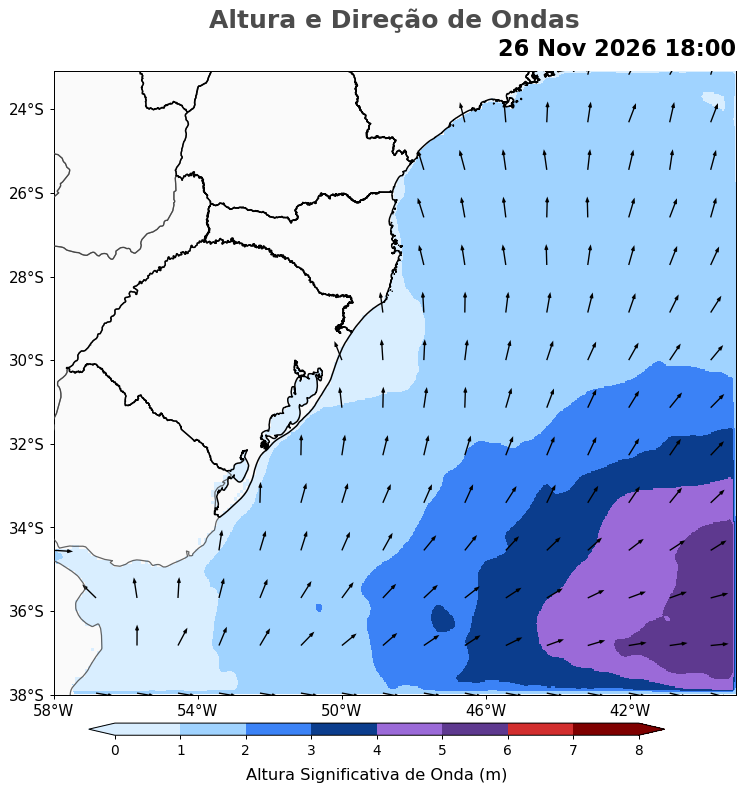 Altura e Direção de Ondas
26 Nov 2026 18:00
24°S
26°S
28°S
30°S
32°S
34°S
36°S
38°S
58°W 54°W 50°W 46°W 42°W
0 1 2 3 4 5 6 7 8
Altura Significativa de Onda (m)